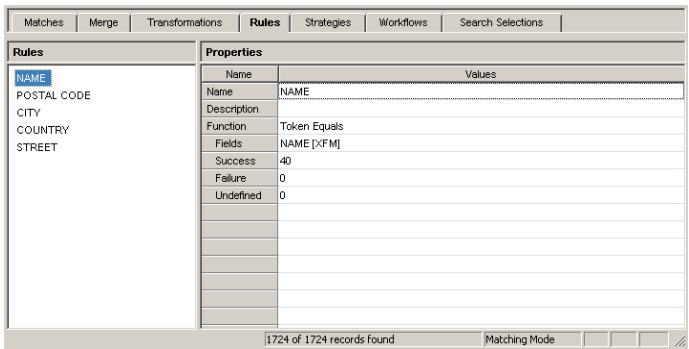 Matches Merge Transformations Rules Strategies Workflows Search Selections
Rules
NAME
POSTAL CODE
CITY
COUNTRY
STREET
Properties
Name Values
Name NAME
Description
Function Token Equals
Fields NAME [XFM]
Success 40
Failure 0
Undefined 0
1724 of 1724 records found Matching Mode